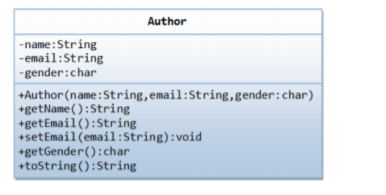 Author
-name:String
-email:String
-gender:char
+Author(name:String,email:String,gender:char)
+getName():String
+getEmail():String
+setEmail(email:String):void
+getGender():char
+toString():String